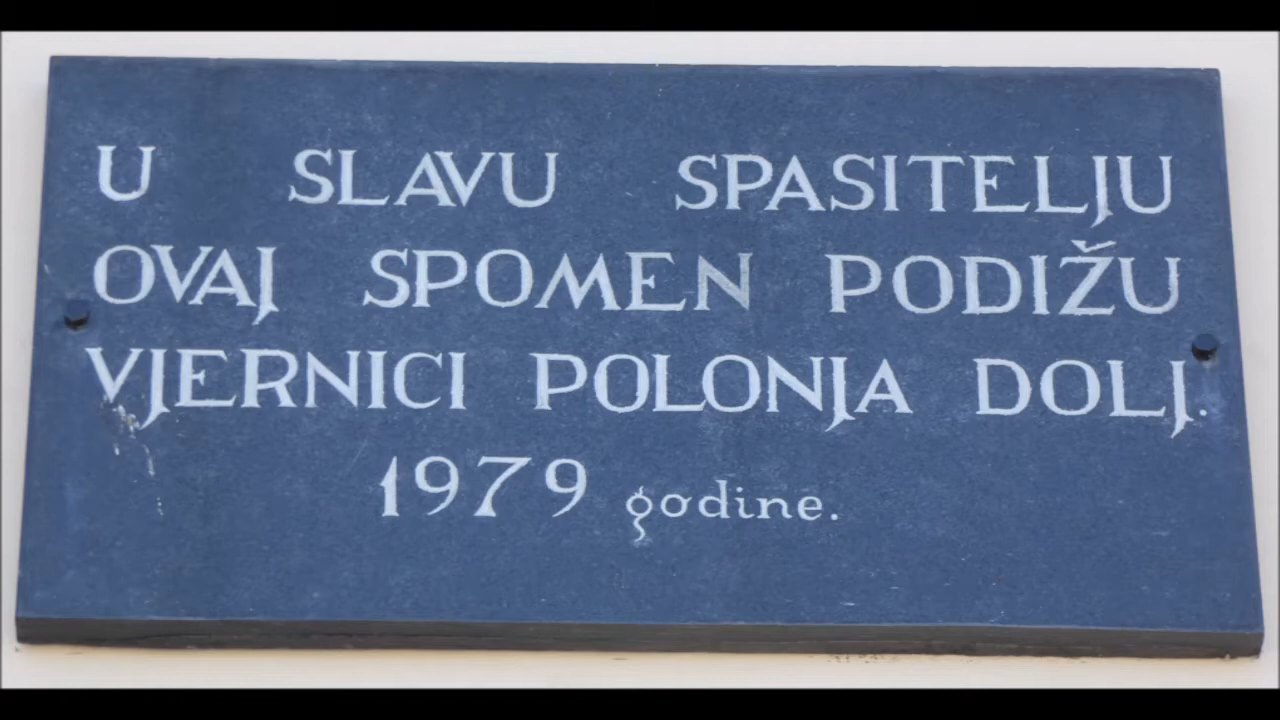 U SLAVU SPASITELJU
OVAJ SPOMEN PODIŽU
VJERNICI POLONJA DOLJ.
1979 godine.